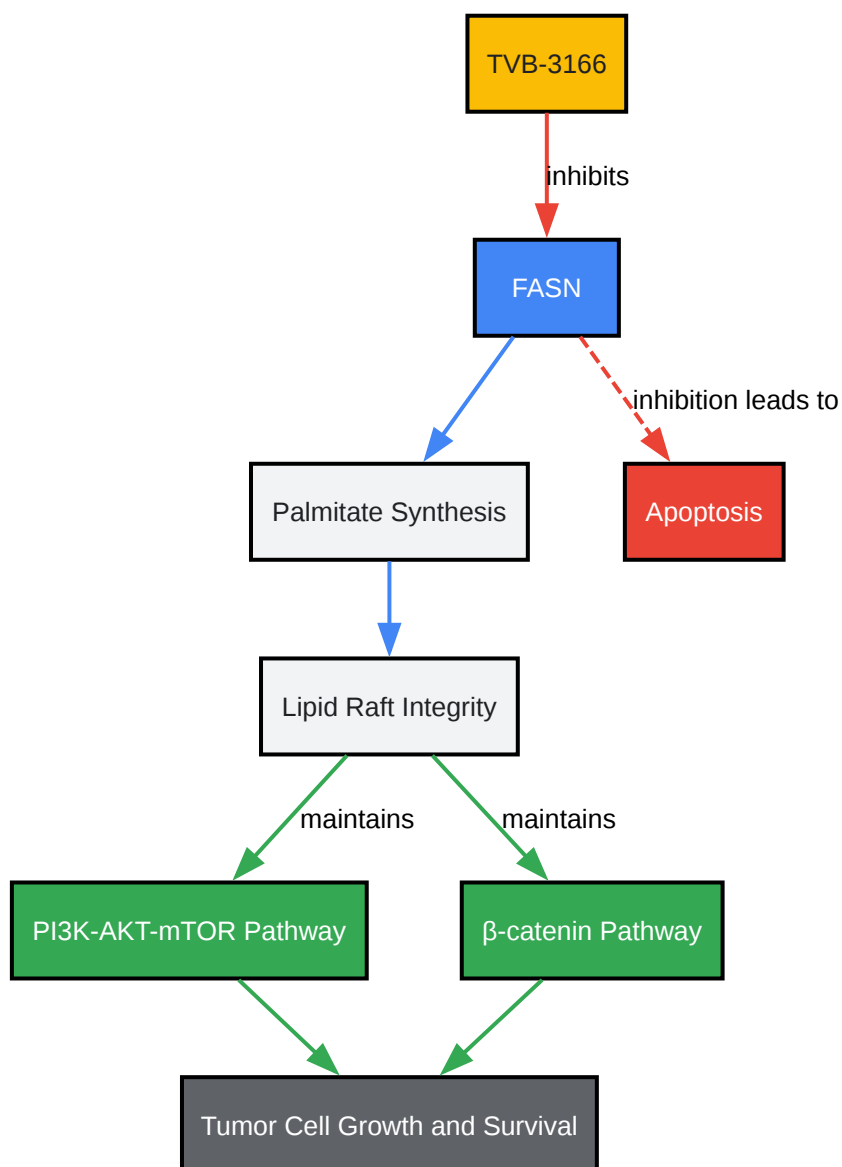 TVB-3166
inhibits
FASN
inhibition leads to
Palmitate Synthesis
Apoptosis
Lipid Raft Integrity
maintains
maintains
PI3K-AKT-mTOR Pathway
β-catenin Pathway
Tumor Cell Growth and Survival